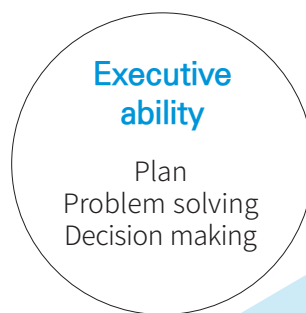 Executive
ability
Plan
Problem solving
Decision making